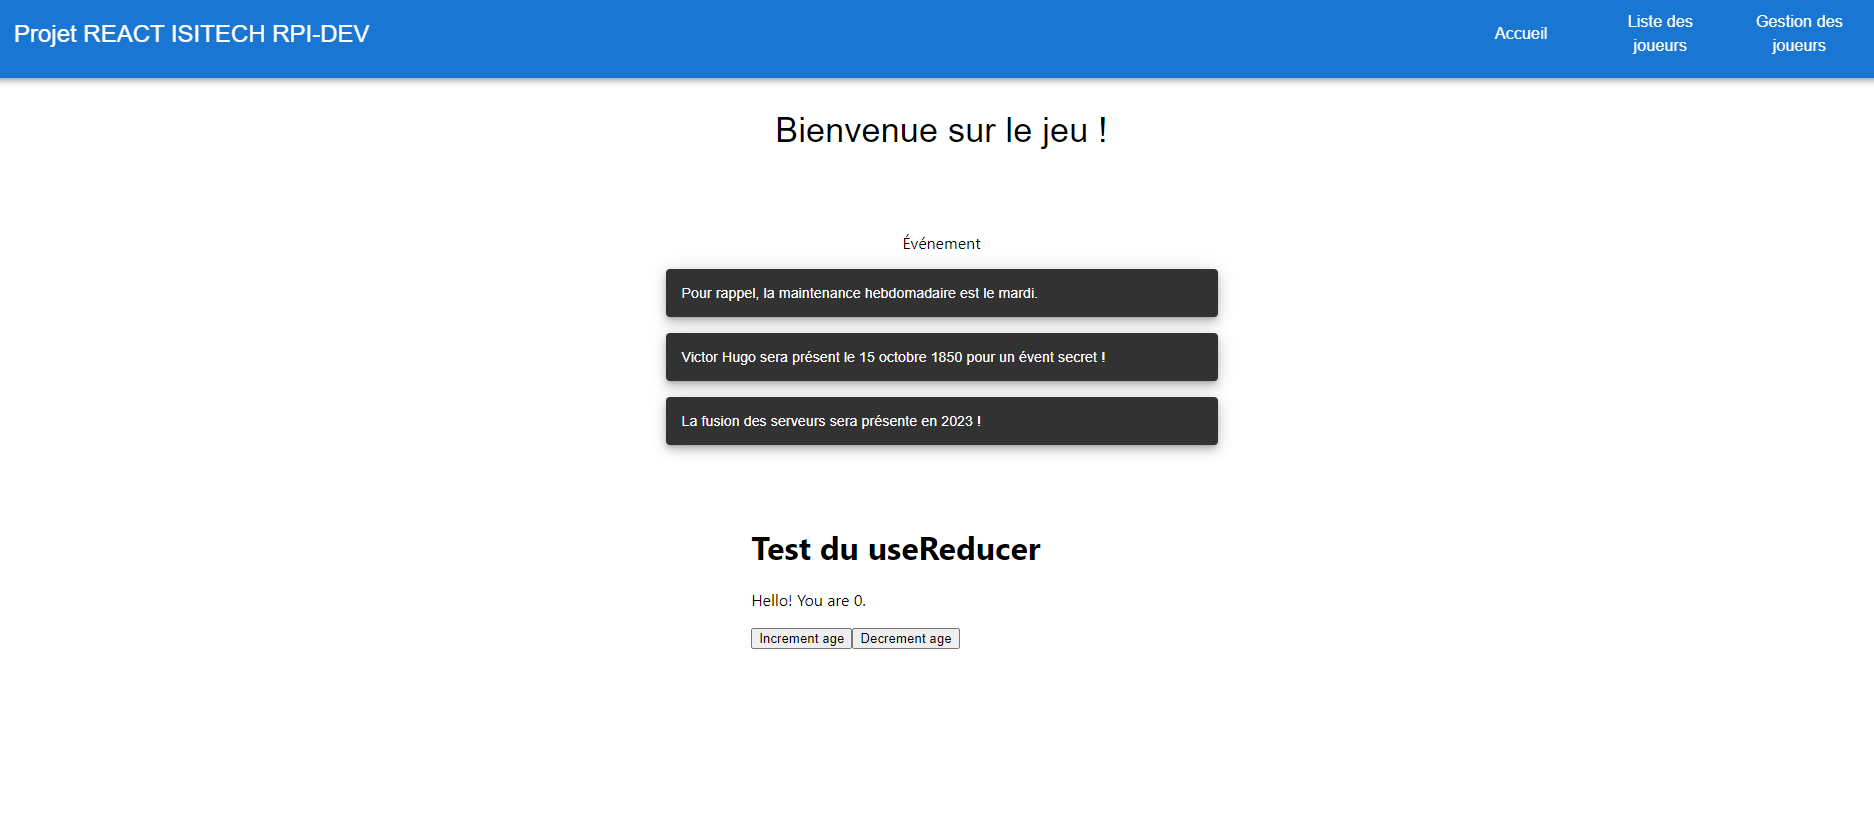 Projet REACT ISITECH RPI-DEV
Accueil
Liste des
joueurs
Gestion des
joueurs
Bienvenue sur le jeu !
Événement
Pour rappel, la maintenance hebdomadaire est le mardi.
Victor Hugo sera présent le 15 octobre 1850 pour un évent secret !
La fusion des serveurs sera présente en 2023 !
Test du useReducer
Hello! You are 0.
Increment age
Decrement age